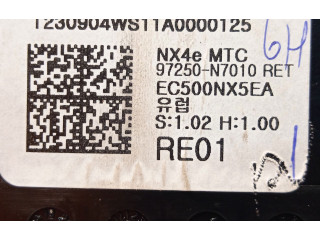 1230904WS11A0000125
NX4e MTC
97250-N7010 RET
EC500NX5EA
유럽
S:1.02 H:1.00
RE01